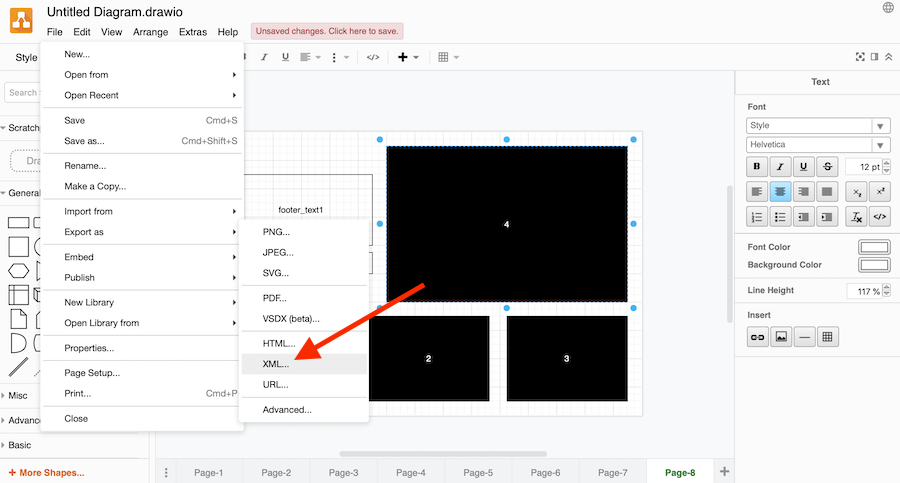 Untitled Diagram.drawio
File Edit View Arrange Extras Help
Unsaved changes. Click here to save.
Style
I U </>
Search
Scratchp
Dra
General
Misc
Advanc
Basic
+ More Shapes...
New...
Open from
Open Recent
Save Cmd+S
Save as... Cmd+Shift+S
Rename...
Make a Copy...
Import from
Export as
Embed
Publish
New Library
Open Library from
Properties...
Page Setup...
Print... Cmd+P
Close
PNG...
JPEG...
SVG...
PDF...
VSDX (beta)...
HTML...
XML...
URL...
Advanced...
footer_text1
4
2
3
Text
Font
Style
Helvetica
B I U S 12 pt
Font Color
Background Color
Line Height 117 %
Insert
Page-1 Page-2 Page-3 Page-4 Page-5 Page-6 Page-7 Page-8